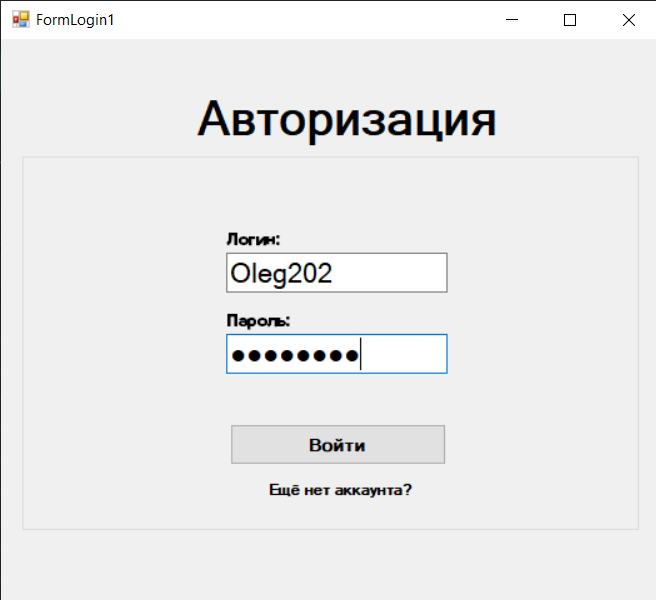 FormLogin1
Авторизация
Логин:
Oleg202
Пароль:
●●●●●●●●
Войти
Ещё нет аккаунта?